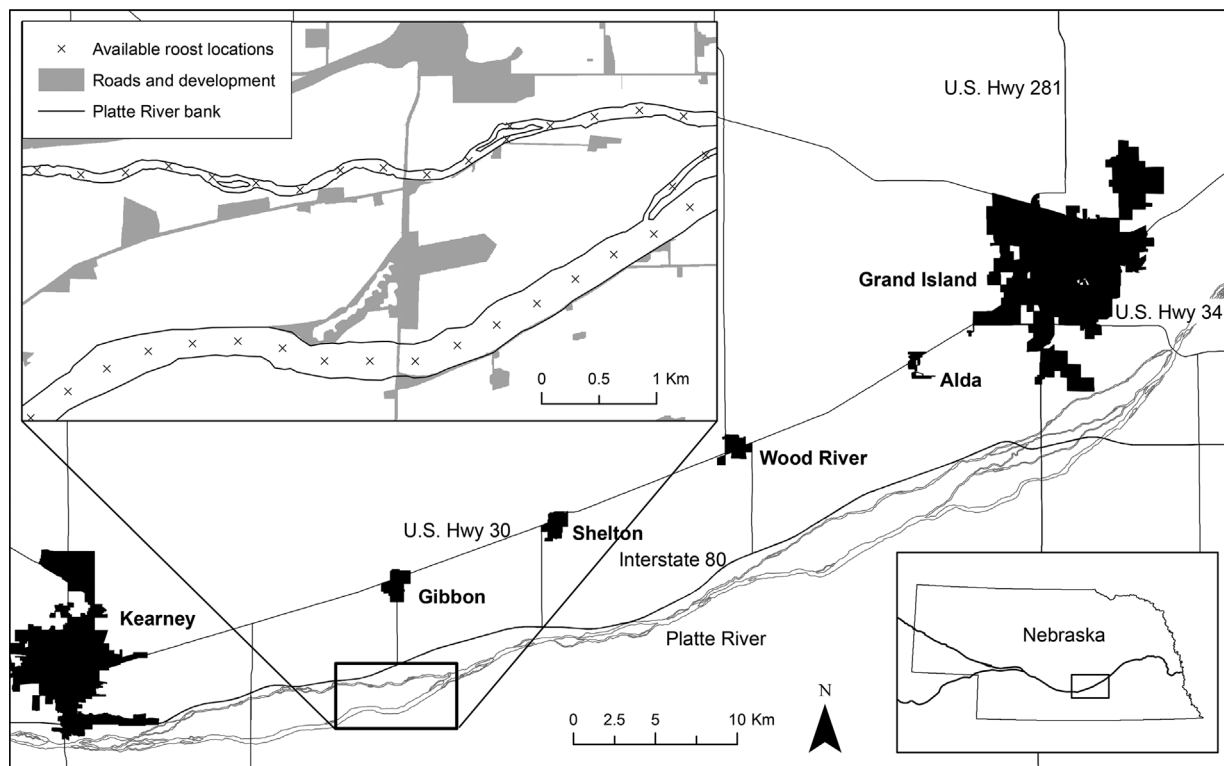 Available roost locations
Roads and development
Platte River bank
0 0.5 1 Km
U.S. Hwy 281
Grand Island
U.S. Hwy 34
Alda
Wood River
U.S. Hwy 30
Shelton
Interstate 80
Gibbon
Kearney
Platte River
Nebraska
N
0 2.5 5 10 Km